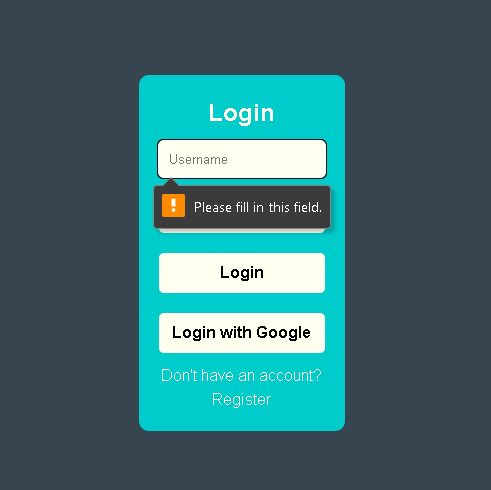 Login
Username
Please fill in this field.
Login
Login with Google
Don't have an account?
Register